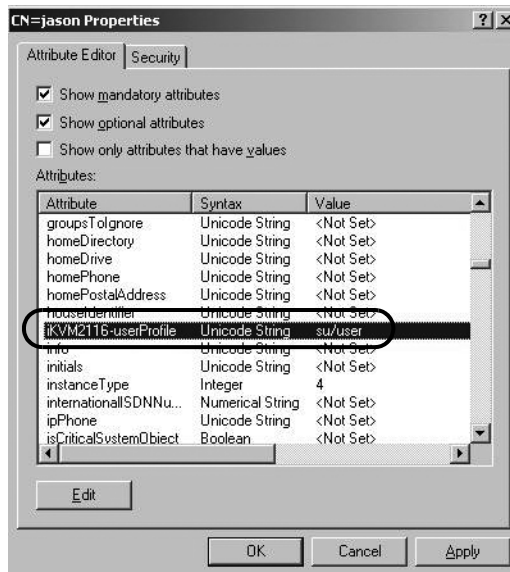 CN=jason Properties
Attribute Editor
Security
Show mandatory attributes
Show optional attributes
Show only attributes that have values
Attributes:
Attribute Syntax Value
groupsToIgnore Unicode String <Not Set>
homeDirectory Unicode String <Not Set>
homeDrive Unicode String <Not Set>
homePhone Unicode String <Not Set>
homePostalAddress Unicode String <Not Set>
houseIdentifier Unicode String <Not Set>
iKVM2116-userProfile Unicode String su/user
info Unicode String <Not Set>
initials Unicode String <Not Set>
instanceType Integer 4
internationalISDNNu... Numerical String <Not Set>
ipPhone Unicode String <Not Set>
isCriticalSystemObject Boolean <Not Set>
Edit
OK Cancel Apply